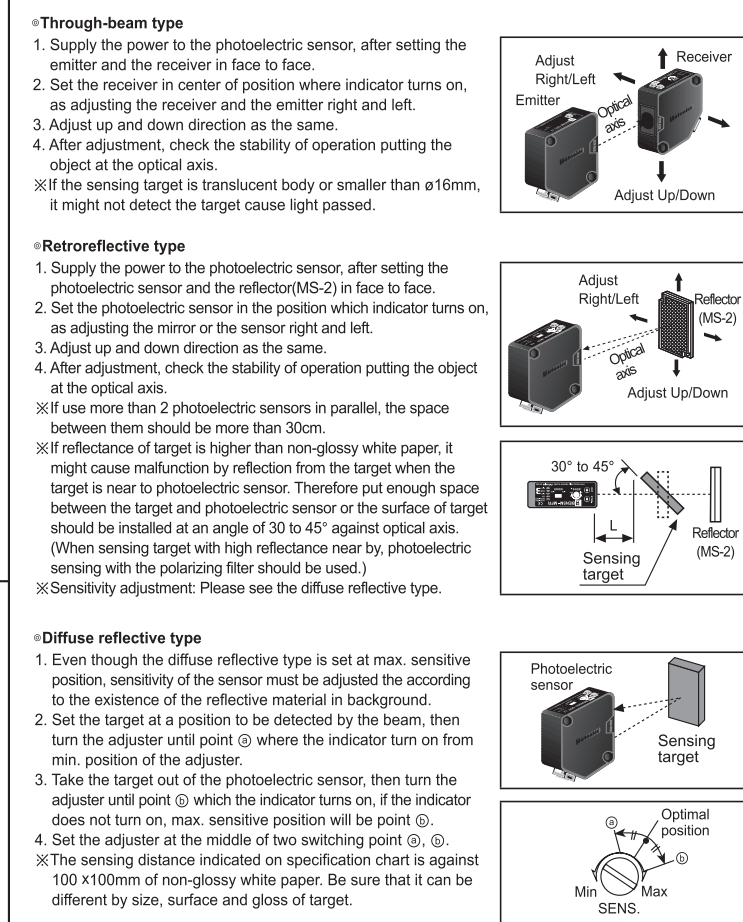 ◎Through-beam type
1. Supply the power to the photoelectric sensor, after setting the
emitter and the receiver in face to face.
2. Set the receiver in center of position where indicator turns on,
as adjusting the receiver and the emitter right and left.
3. Adjust up and down direction as the same.
4. After adjustment, check the stability of operation putting the
object at the optical axis.
※If the sensing target is translucent body or smaller than ø16mm,
it might not detect the target cause light passed.
Adjust
Right/Left
Receiver
Emitter
Optical
axis
Adjust Up/Down
◎Retroreflective type
1. Supply the power to the photoelectric sensor, after setting the
photoelectric sensor and the reflector(MS-2) in face to face.
2. Set the photoelectric sensor in the position which indicator turns on,
as adjusting the mirror or the sensor right and left.
3. Adjust up and down direction as the same.
4. After adjustment, check the stability of operation putting the object
at the optical axis.
※If use more than 2 photoelectric sensors in parallel, the space
between them should be more than 30cm.
※If reflectance of target is higher than non-glossy white paper, it
might cause malfunction by reflection from the target when the
target is near to photoelectric sensor. Therefore put enough space
between the target and photoelectric sensor or the surface of target
should be installed at an angle of 30 to 45° against optical axis.
(When sensing target with high reflectance near by, photoelectric
sensing with the polarizing filter should be used.)
※Sensitivity adjustment: Please see the diffuse reflective type.
Adjust
Right/Left
Reflector
(MS-2)
Optical
axis
Adjust Up/Down
30° to 45°
L
Sensing
target
Reflector
(MS-2)
◎Diffuse reflective type
1. Even though the diffuse reflective type is set at max. sensitive
position, sensitivity of the sensor must be adjusted the according
to the existence of the reflective material in background.
2. Set the target at a position to be detected by the beam, then
turn the adjuster until point ⓐ where the indicator turn on from
min. position of the adjuster.
3. Take the target out of the photoelectric sensor, then turn the
adjuster until point ⓑ which the indicator turns on, if the indicator
does not turn on, max. sensitive position will be point ⓑ.
4. Set the adjuster at the middle of two switching point ⓐ, ⓑ.
※The sensing distance indicated on specification chart is against
100 x100mm of non-glossy white paper. Be sure that it can be
different by size, surface and gloss of target.
Photoelectric
sensor
Sensing
target
ⓐ
Optimal
position
ⓑ
Min
Max
SENS.